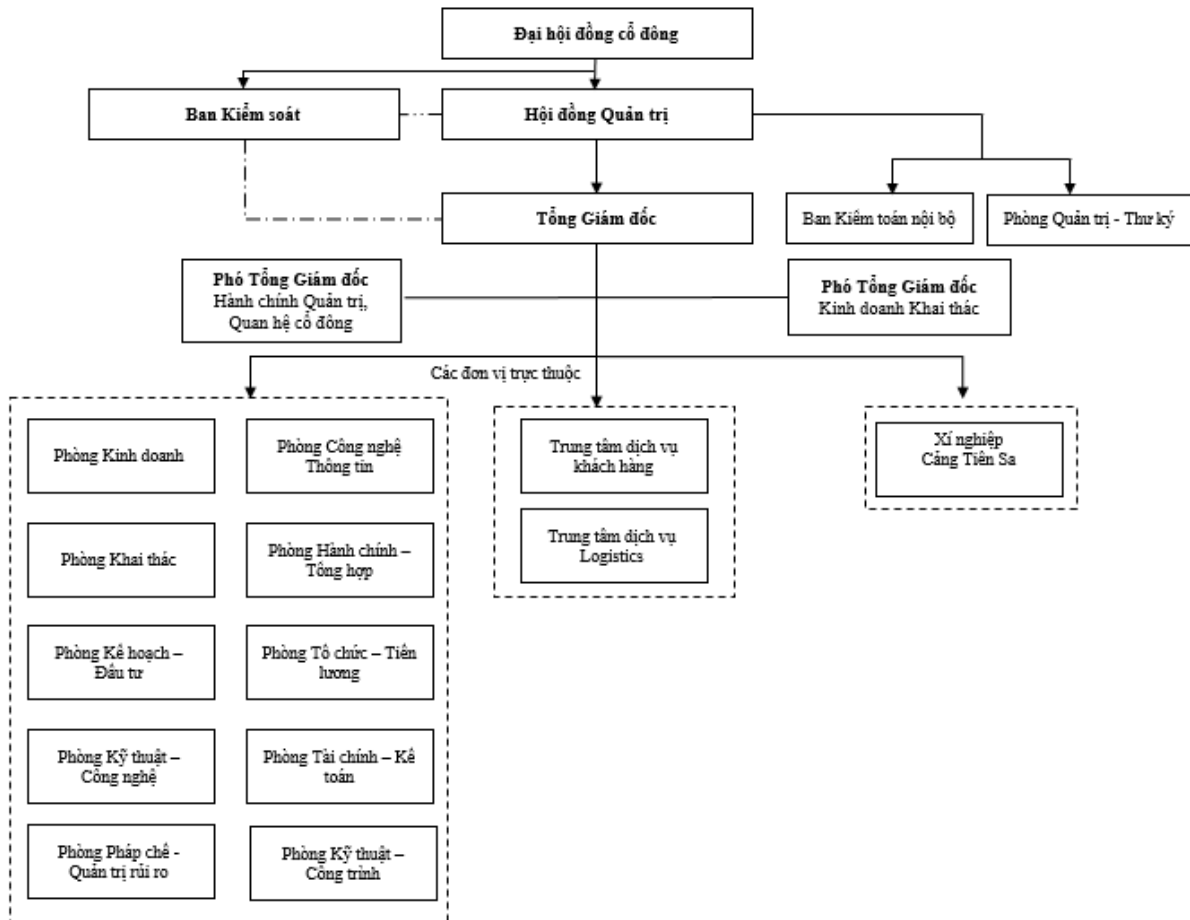 Đại hội đồng cổ đông
Ban Kiểm soát
Hội đồng Quản trị
Tổng Giám đốc
Ban Kiểm toán nội bộ
Phòng Quản trị - Thư ký
Phó Tổng Giám đốc
Hành chính Quản trị,
Quan hệ cổ đông
Phó Tổng Giám đốc
Kinh doanh Khai thác
Các đơn vị trực thuộc
Phòng Kinh doanh
Phòng Công nghệ
Thông tin
Phòng Khai thác
Phòng Hành chính –
Tổng hợp
Phòng Kế hoạch –
Đầu tư
Phòng Tổ chức – Tiền
lương
Phòng Kỹ thuật –
Công nghệ
Phòng Tài chính – Kế
toán
Phòng Pháp chế -
Quản trị rủi ro
Phòng Kỹ thuật –
Công trình
Trung tâm dịch vụ
khách hàng
Trung tâm dịch vụ
Logistics
Xí nghiệp
Cảng Tiên Sa